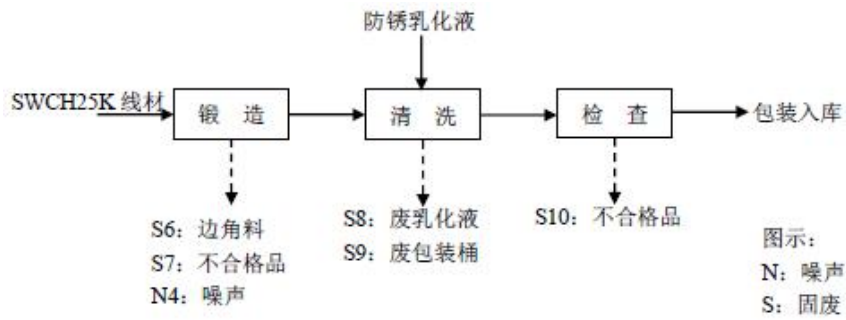 防锈乳化液
SWCH25K 线材
锻 造
清 洗
检 查
包装入库
S6：边角料
S7：不合格品
N4：噪声
S8：废乳化液
S9：废包装桶
S10：不合格品
图示：
N：噪声
S：固废